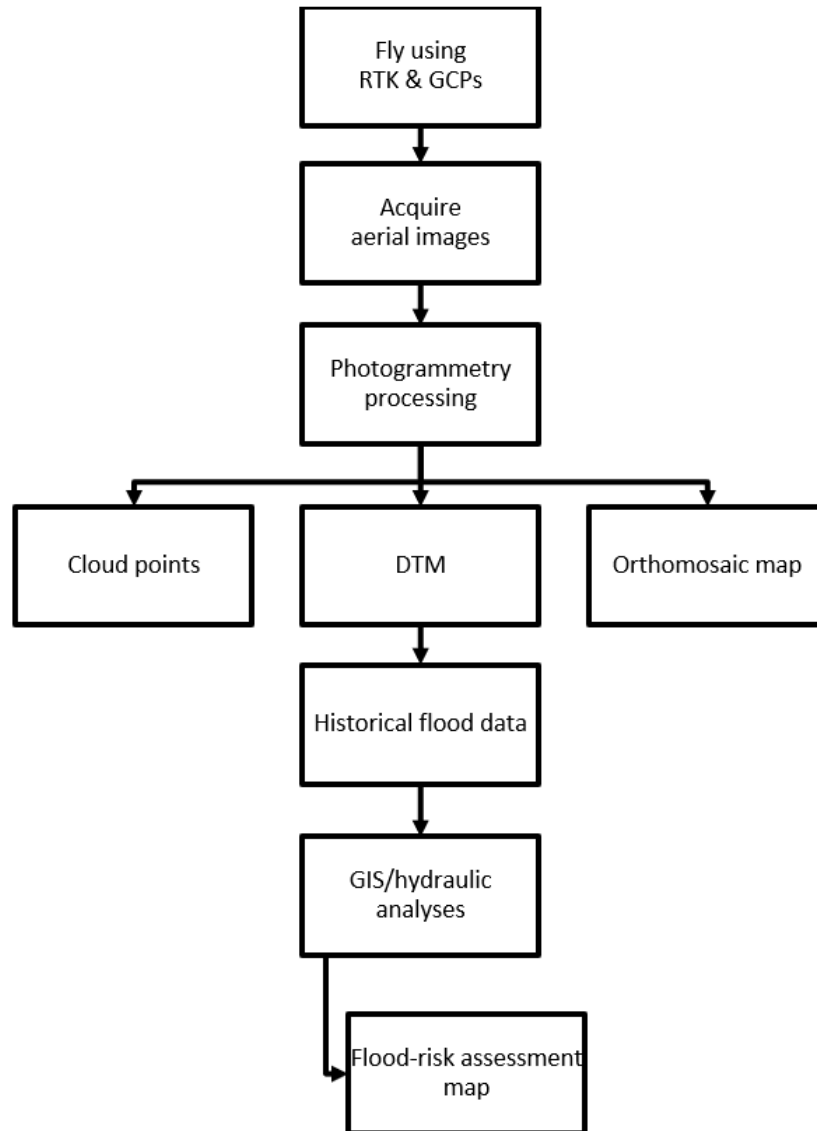 Fly using
RTK & GCPs
Acquire
aerial images
Photogrammetry
processing
Cloud points
DTM
Orthomosaic map
Historical flood data
GIS/hydraulic
analyses
Flood-risk assessment
map